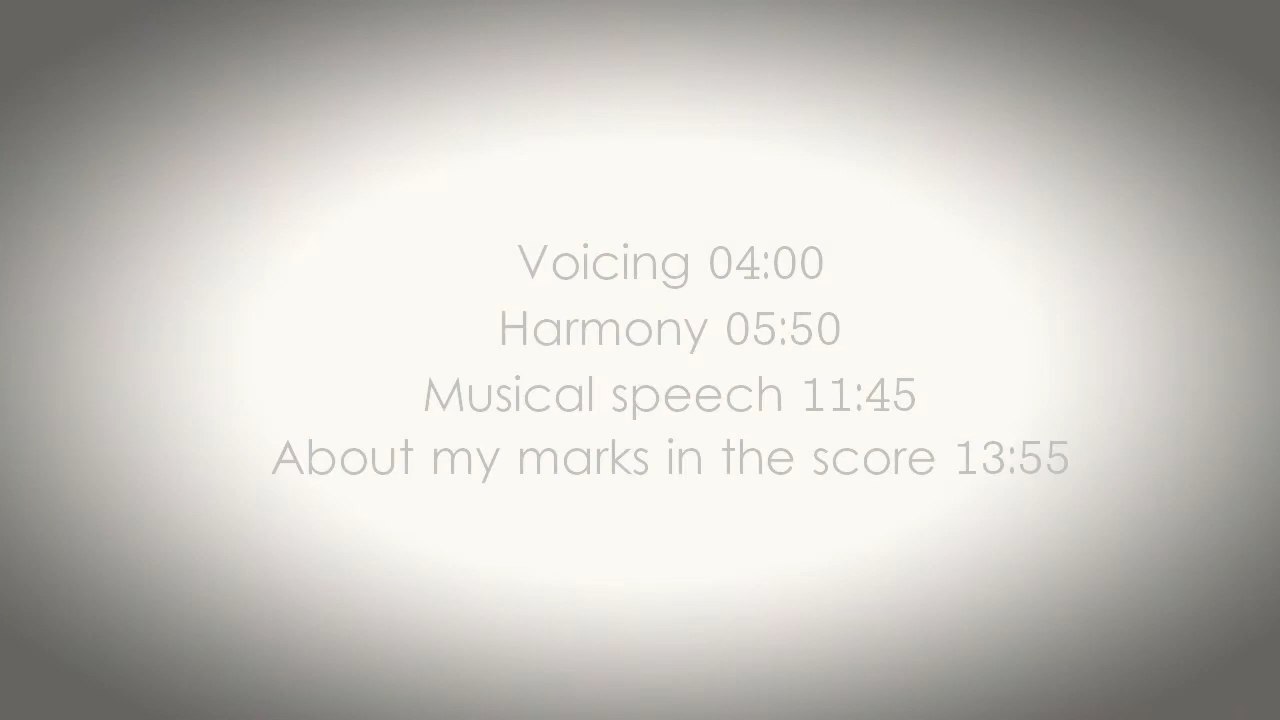 Voicing 04:00
Harmony 05:50
Musical speech 11:45
About my marks in the score 13:55